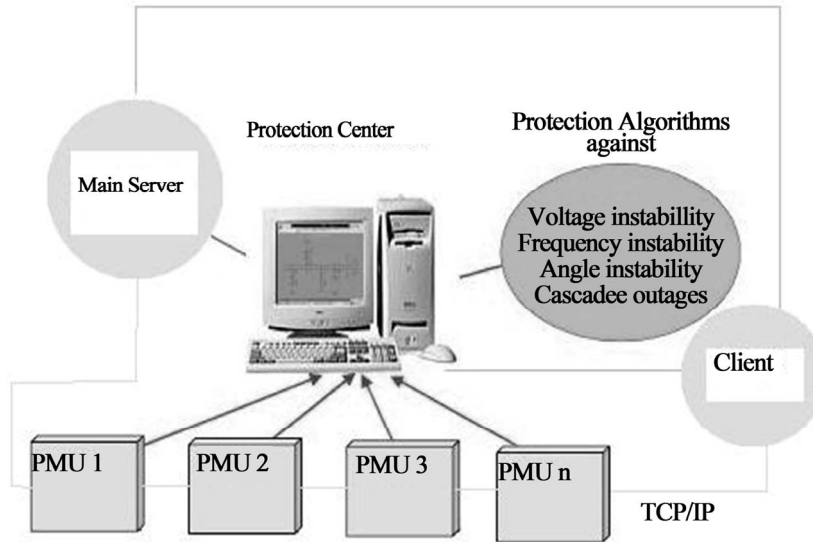 Protection Center
Protection Algorithms
against
Main Server
Voltage instabillity
Frequency instability
Angle instability
Cascadee outages
Client
PMU 1
PMU 2
PMU 3
PMU n
TCP/IP